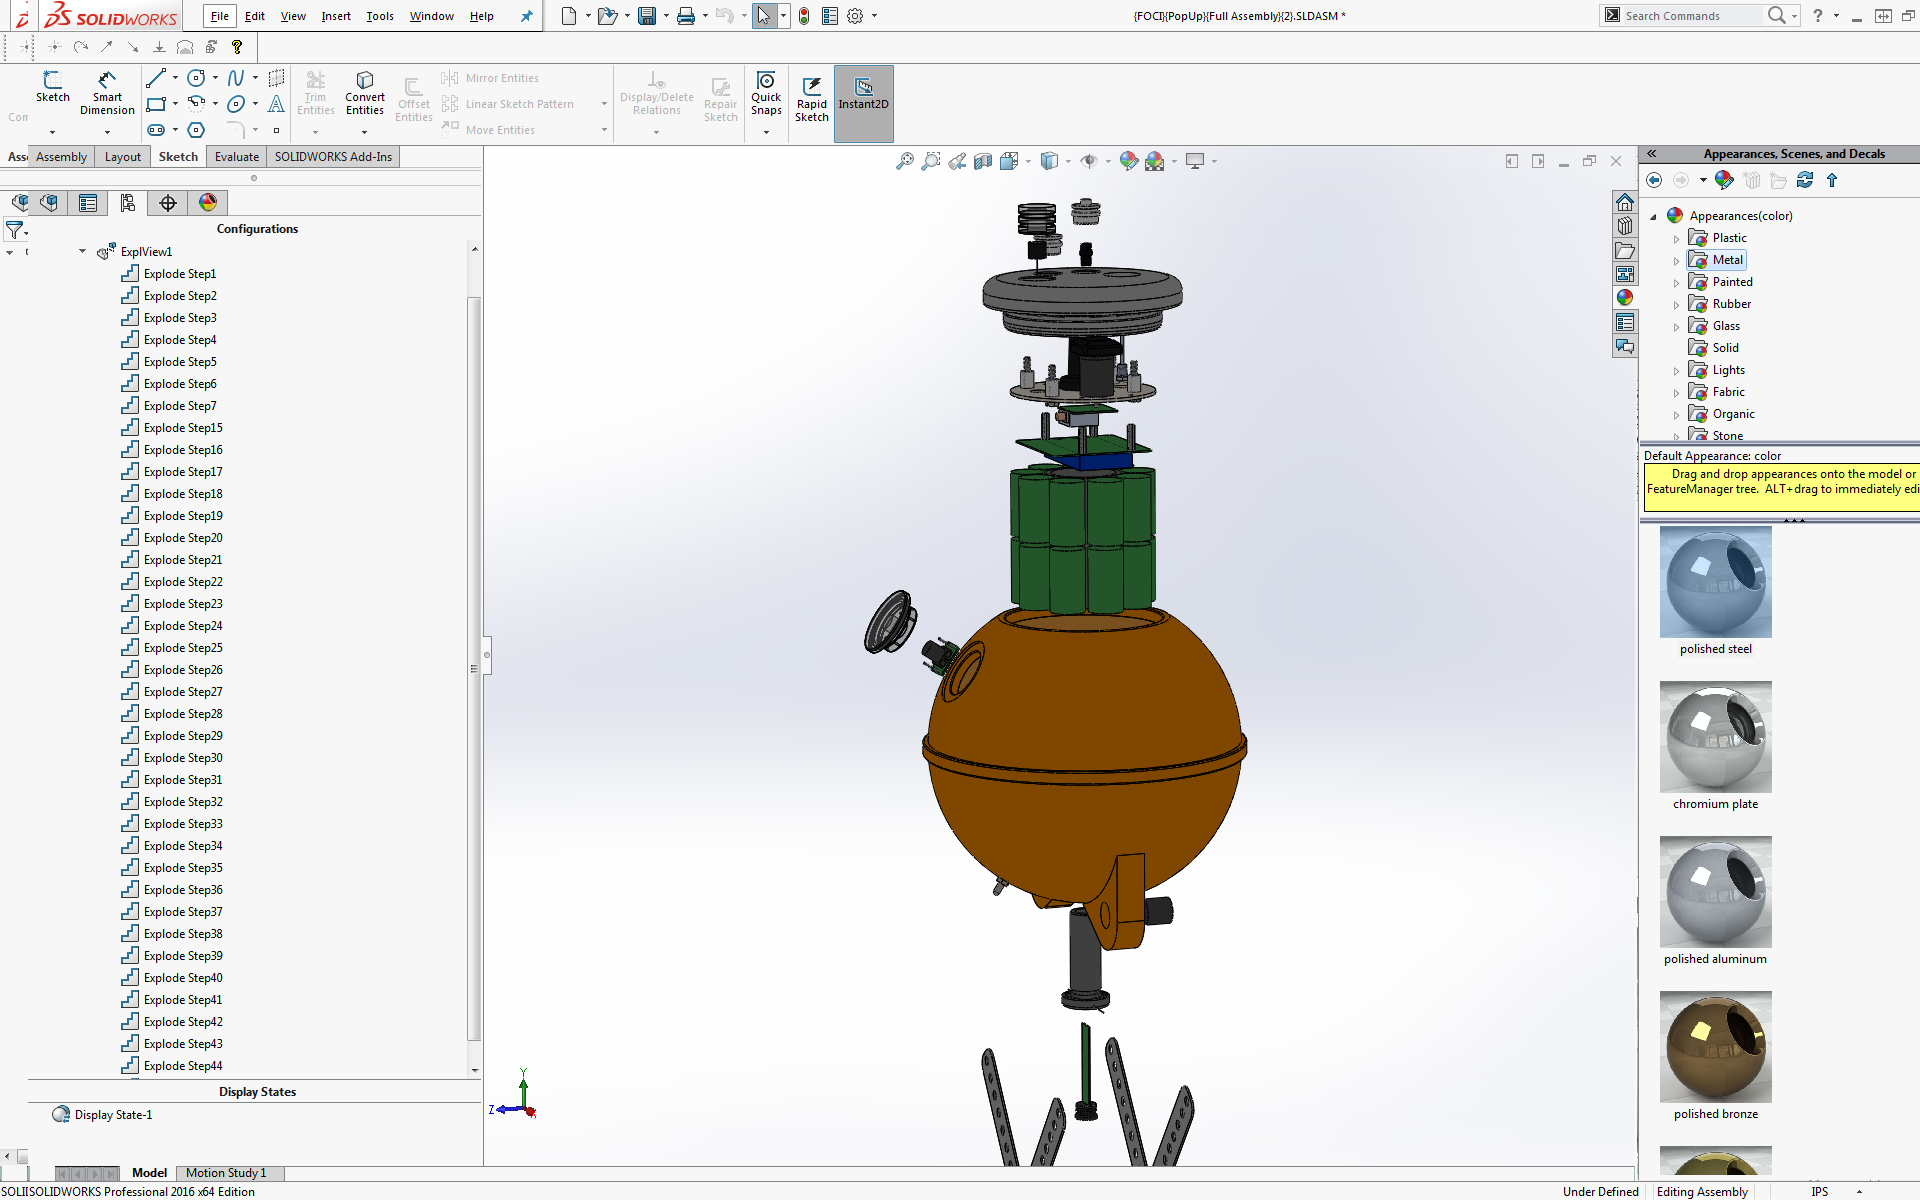 SOLIDWORKS
File Edit View Insert Tools Window Help
{FOCI}{PopUp}{Full Assembly}{2}.SLDASM *
Search Commands
?
Con
Sketch
Smart Dimension
Trim Entities
Convert Entities
Offset Entities
Mirror Entities
Linear Sketch Pattern
Move Entities
Display/Delete Relations
Repair Sketch
Quick Snaps
Rapid Sketch
Instant2D
Ass Assembly Layout Sketch Evaluate SOLIDWORKS Add-Ins
Configurations
ExplView1
Explode Step1
Explode Step2
Explode Step3
Explode Step4
Explode Step5
Explode Step6
Explode Step7
Explode Step15
Explode Step16
Explode Step17
Explode Step18
Explode Step19
Explode Step20
Explode Step21
Explode Step22
Explode Step23
Explode Step24
Explode Step25
Explode Step26
Explode Step27
Explode Step28
Explode Step29
Explode Step30
Explode Step31
Explode Step32
Explode Step33
Explode Step34
Explode Step35
Explode Step36
Explode Step37
Explode Step38
Explode Step39
Explode Step40
Explode Step41
Explode Step42
Explode Step43
Explode Step44
Display States
Display State-1
Y
Z
X
Appearances, Scenes, and Decals
Appearances(color)
Plastic
Metal
Painted
Rubber
Glass
Solid
Lights
Fabric
Organic
Stone
Default Appearance: color
Drag and drop appearances onto the model or
FeatureManager tree. ALT+drag to immediately edi
polished steel
chromium plate
polished aluminum
polished bronze
Model Motion Study 1
SOLI SOLIDWORKS Professional 2016 x64 Edition
Under Defined Editing Assembly IPS